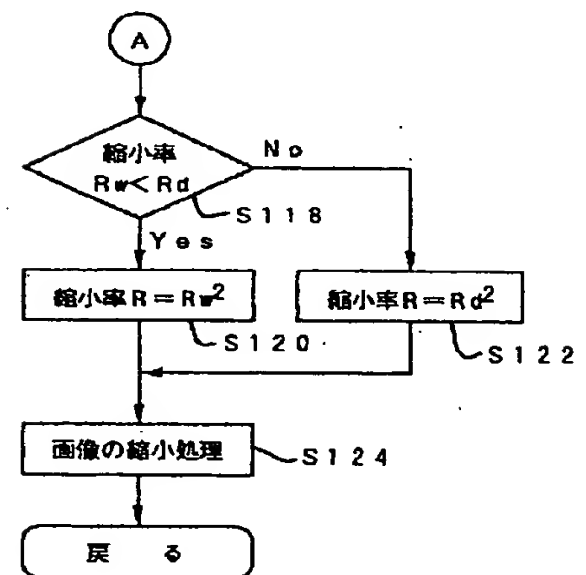 A
縮小率
Rw<Rd
No
S118
Yes
縮小率R=Rw²
縮小率R=Rd²
S120
S122
画像の縮小処理
S124
戻る